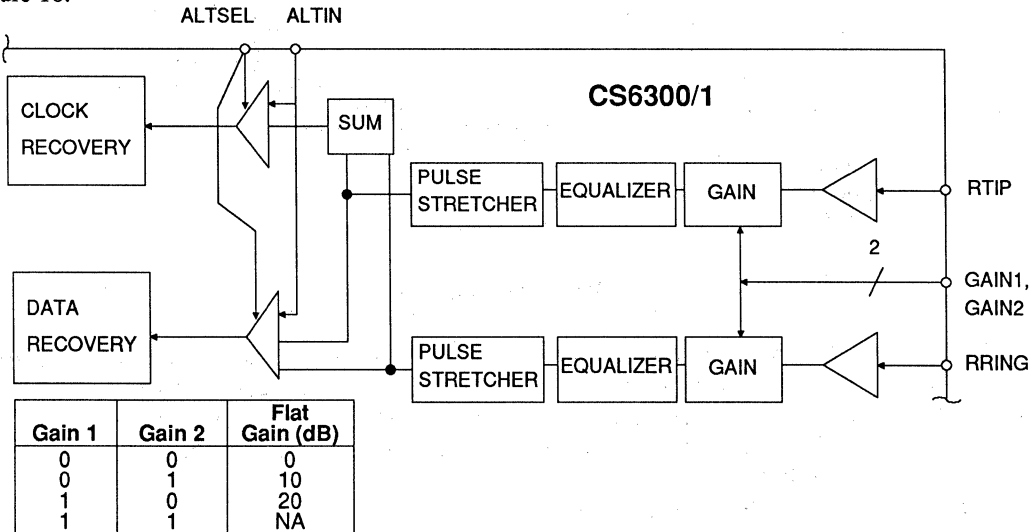 ALTSEL ALTIN
CS6300/1
CLOCK
RECOVERY
SUM
PULSE
STRETCHER
EQUALIZER
GAIN
RTIP
2
GAIN1,
GAIN2
DATA
RECOVERY
PULSE
STRETCHER
EQUALIZER
GAIN
RRING
Gain 1 Gain 2 Flat
Gain (dB)
0 0 0
0 1 10
1 0 20
1 1 NA